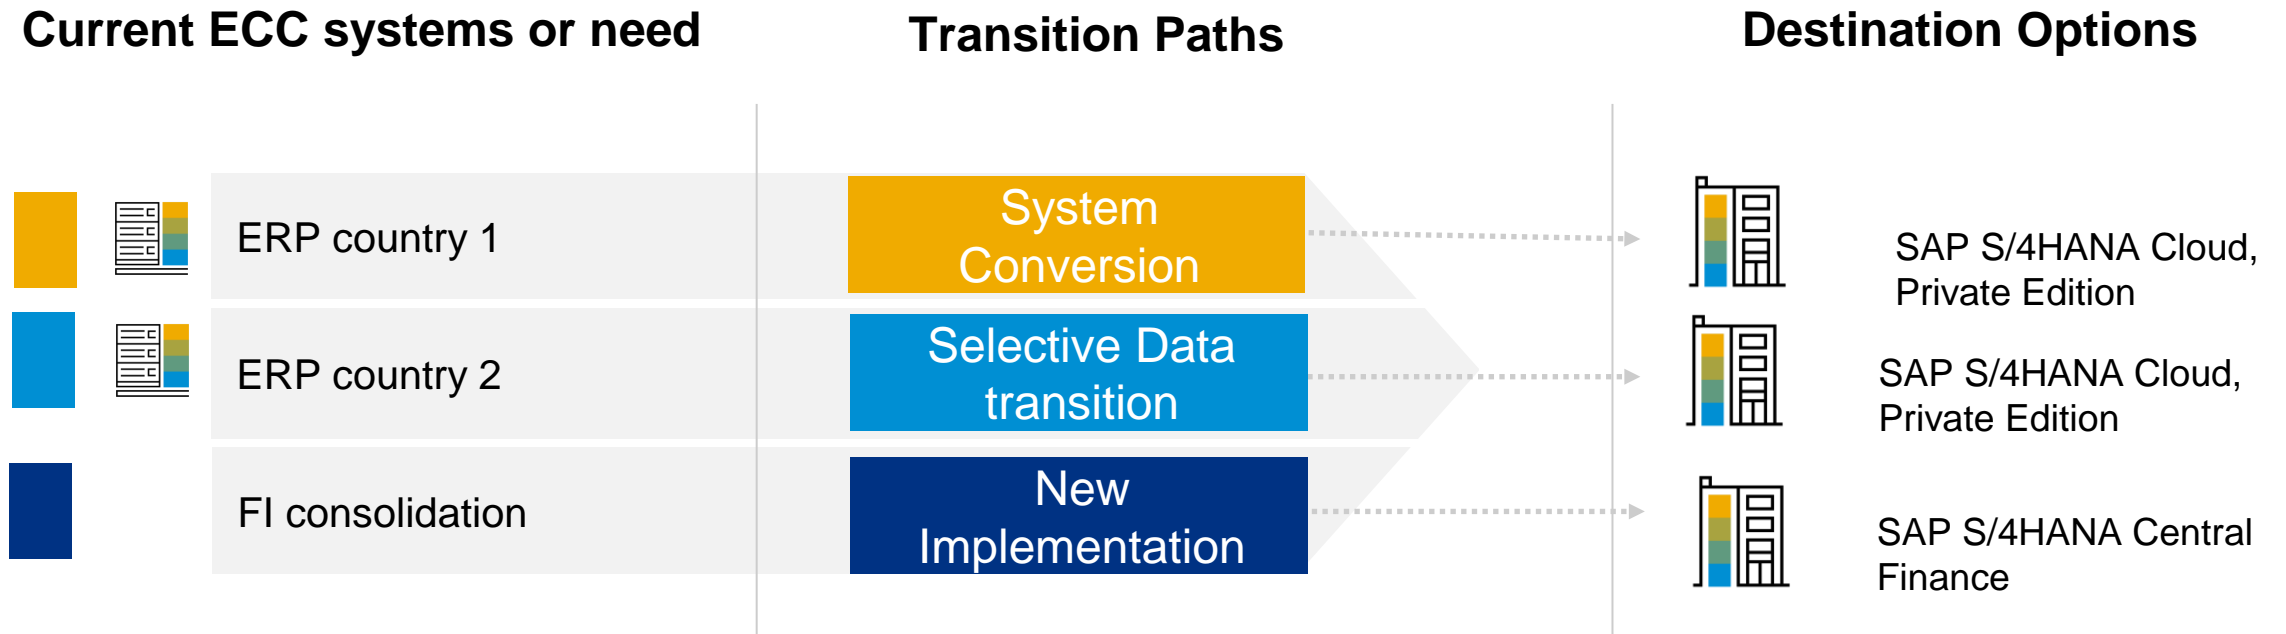 Current ECC systems or need
Transition Paths
Destination Options
ERP country 1
System
Conversion
SAP S/4HANA Cloud,
Private Edition
ERP country 2
Selective Data
transition
SAP S/4HANA Cloud,
Private Edition
FI consolidation
New
Implementation
SAP S/4HANA Central
Finance